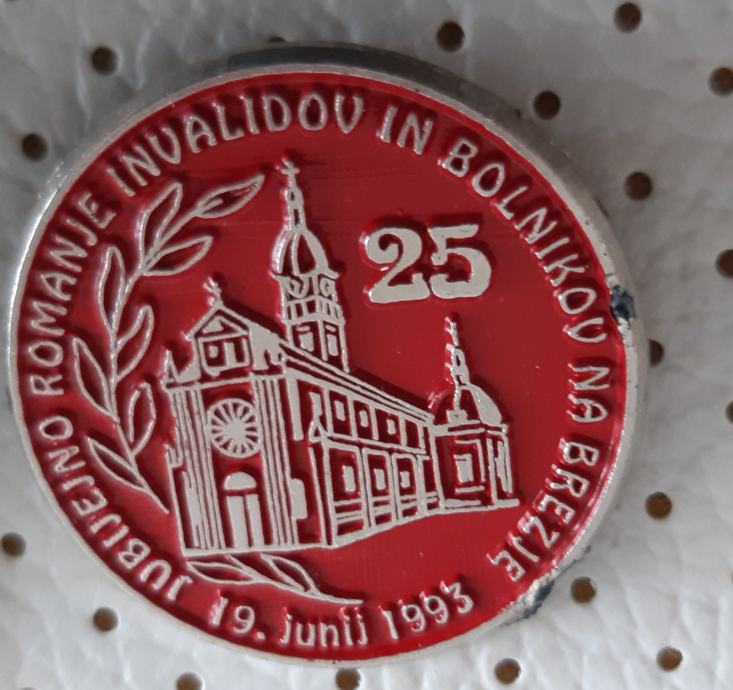 JUBILEJNO ROMANJE INVALIDOV IN BOLNIKOV NA BREZJE
25
19. junij 1993